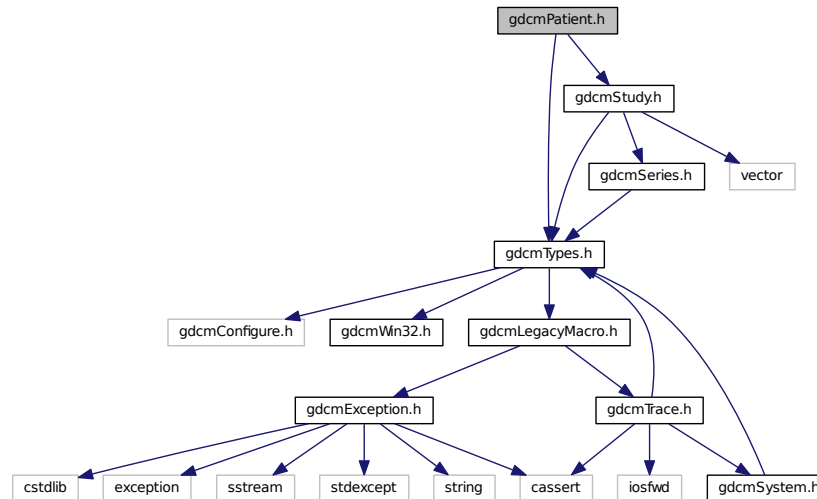 gdcmPatient.h
gdcmStudy.h
gdcmSeries.h
vector
gdcmTypes.h
gdcmConfigure.h
gdcmWin32.h
gdcmLegacyMacro.h
gdcmException.h
gdcmTrace.h
cstdlib
exception
sstream
stdexcept
string
cassert
iosfwd
gdcmSystem.h